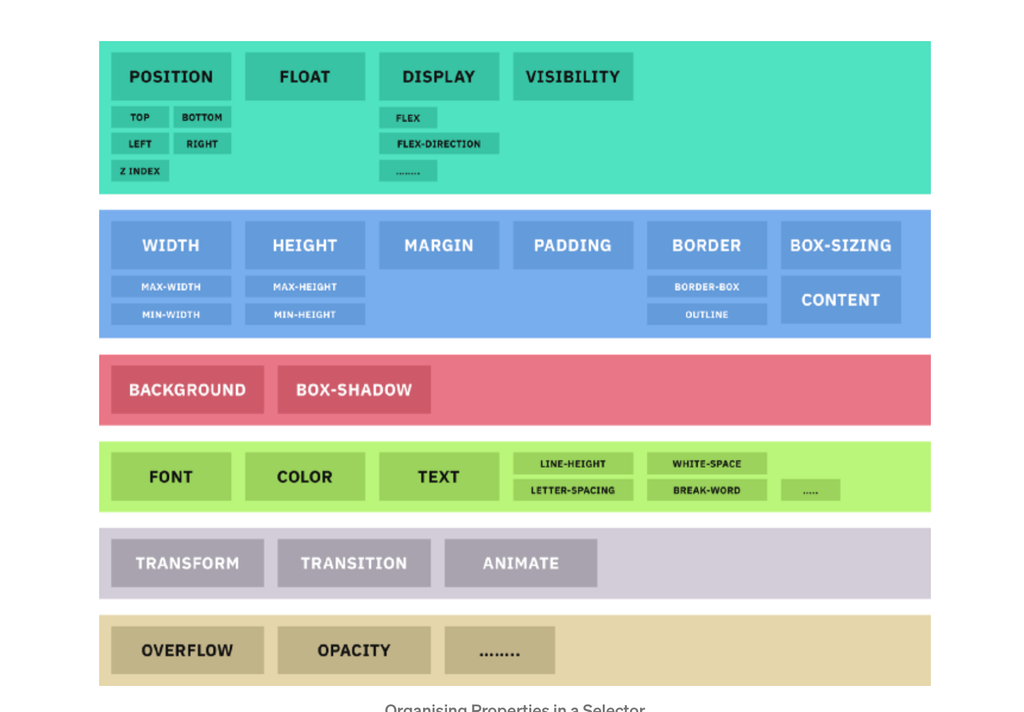 POSITION FLOAT DISPLAY VISIBILITY
TOP BOTTOM FLEX
LEFT RIGHT FLEX-DIRECTION
Z INDEX ........
WIDTH HEIGHT MARGIN PADDING BORDER BOX-SIZING
MAX-WIDTH MAX-HEIGHT BORDER-BOX CONTENT
MIN-WIDTH MIN-HEIGHT OUTLINE
BACKGROUND BOX-SHADOW
FONT COLOR TEXT LINE-HEIGHT WHITE-SPACE
LETTER-SPACING BREAK-WORD .....
TRANSFORM TRANSITION ANIMATE
OVERFLOW OPACITY ........
Organising Properties in a Selector